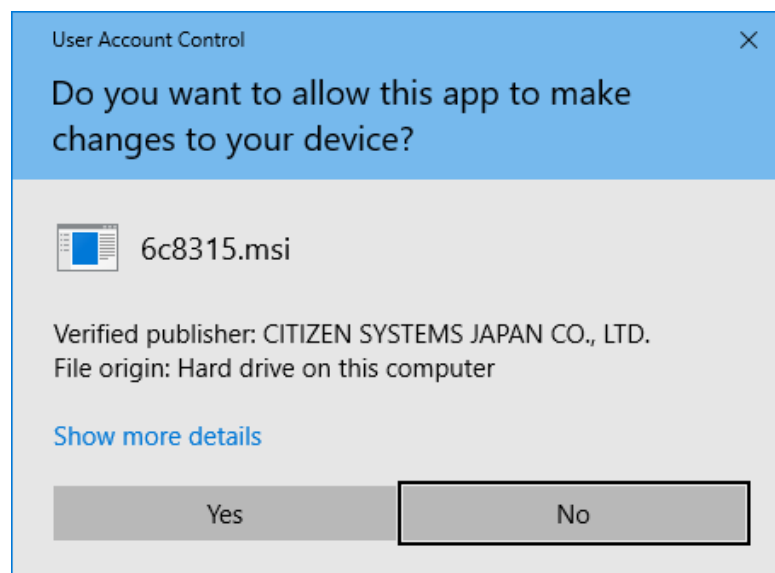 User Account Control
Do you want to allow this app to make
changes to your device?
6c8315.msi
Verified publisher: CITIZEN SYSTEMS JAPAN CO., LTD.
File origin: Hard drive on this computer
Show more details
Yes
No